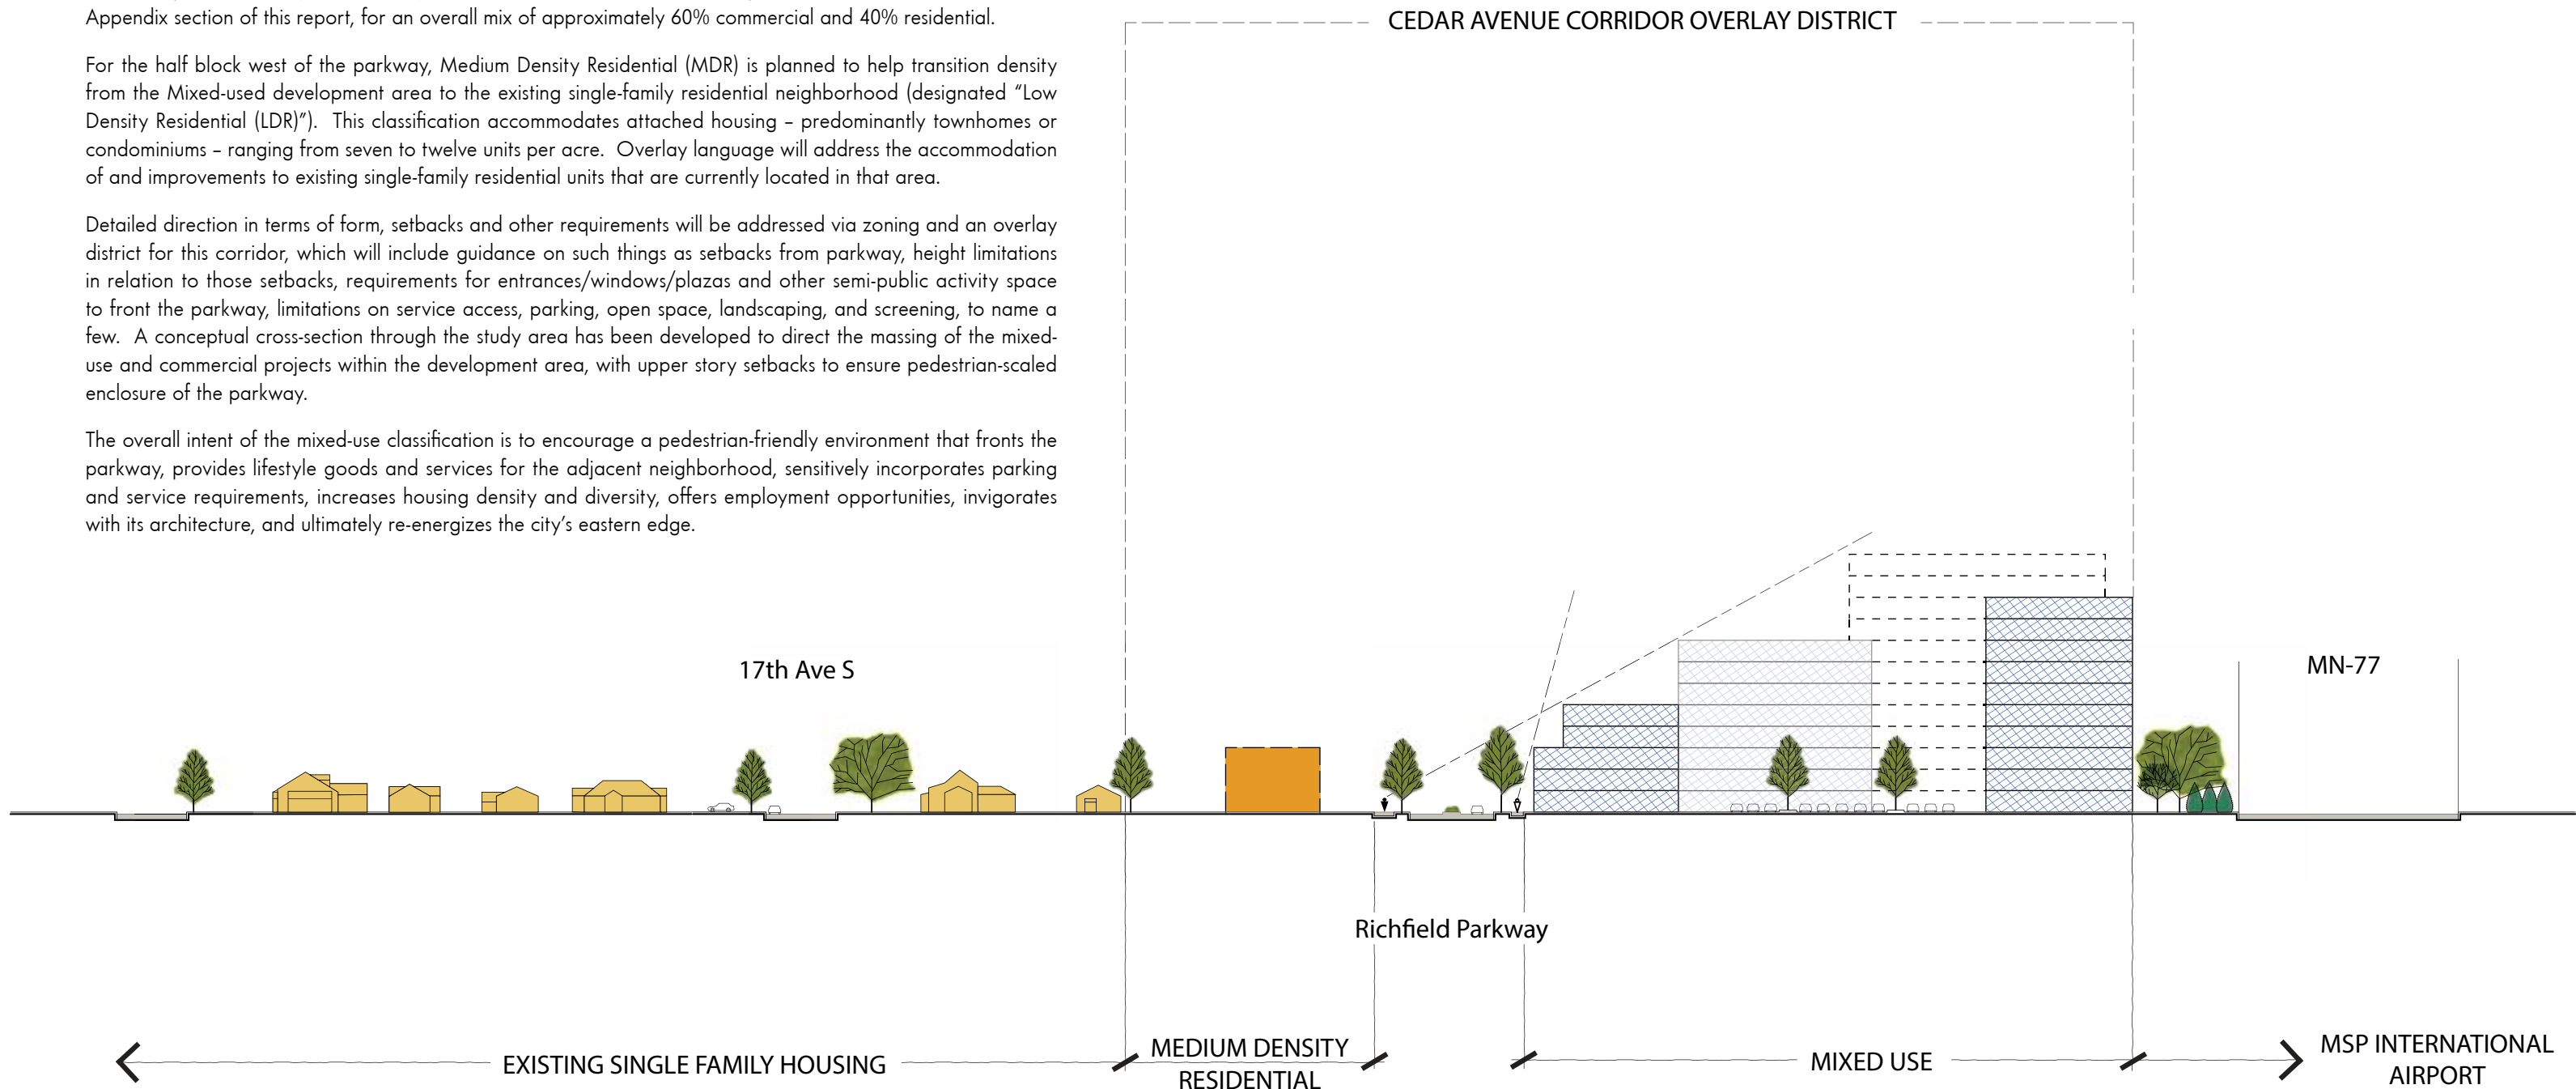 Appendix section of this report, for an overall mix of approximately 60% commercial and 40% residential.
For the half block west of the parkway, Medium Density Residential (MDR) is planned to help transition density
from the Mixed-used development area to the existing single-family residential neighborhood (designated “Low
Density Residential (LDR)”).  This classification accommodates attached housing – predominantly townhomes or
condominiums – ranging from seven to twelve units per acre.  Overlay language will address the accommodation
of and improvements to existing single-family residential units that are currently located in that area.
Detailed direction in terms of form, setbacks and other requirements will be addressed via zoning and an overlay
district for this corridor, which will include guidance on such things as setbacks from parkway, height limitations
in relation to those setbacks, requirements for entrances/windows/plazas and other semi-public activity space
to front the parkway, limitations on service access, parking, open space, landscaping, and screening, to name a
few.  A conceptual cross-section through the study area has been developed to direct the massing of the mixed-
use and commercial projects within the development area, with upper story setbacks to ensure pedestrian-scaled
enclosure of the parkway.
The overall intent of the mixed-use classification is to encourage a pedestrian-friendly environment that fronts the
parkway, provides lifestyle goods and services for the adjacent neighborhood, sensitively incorporates parking
and service requirements, increases housing density and diversity, offers employment opportunities, invigorates
with its architecture, and ultimately re-energizes the city’s eastern edge.
CEDAR AVENUE CORRIDOR OVERLAY DISTRICT
17th Ave S
MN-77
Richfield Parkway
EXISTING SINGLE FAMILY HOUSING
MEDIUM DENSITY
RESIDENTIAL
MIXED USE
MSP INTERNATIONAL
AIRPORT